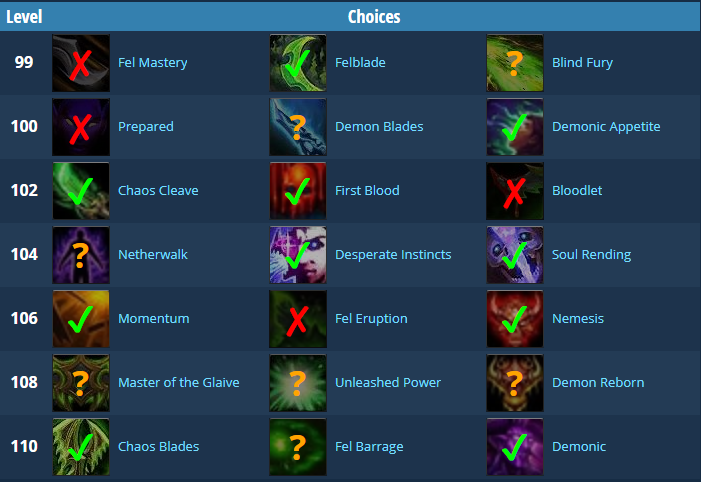 Level Choices
99 Fel Mastery Felblade ? Blind Fury
100 Prepared ? Demon Blades Demonic Appetite
102 Chaos Cleave First Blood Bloodlet
104 ? Netherwalk Desperate Instincts Soul Rending
106 Momentum Fel Eruption Nemesis
108 ? Master of the Glaive ? Unleashed Power ? Demon Reborn
110 Chaos Blades ? Fel Barrage Demonic